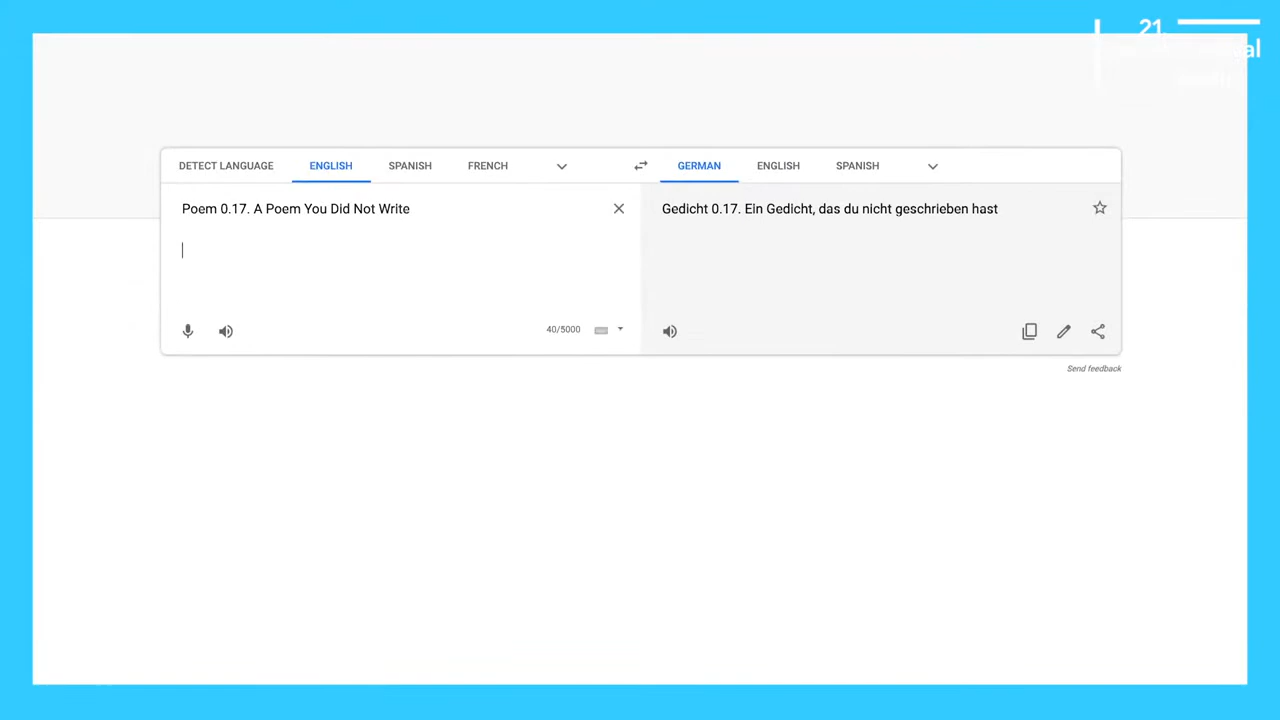 21.
DETECT LANGUAGE ENGLISH SPANISH FRENCH GERMAN ENGLISH SPANISH
Poem 0.17. A Poem You Did Not Write
Gedicht 0.17. Ein Gedicht, das du nicht geschrieben hast
40/5000
Send feedback